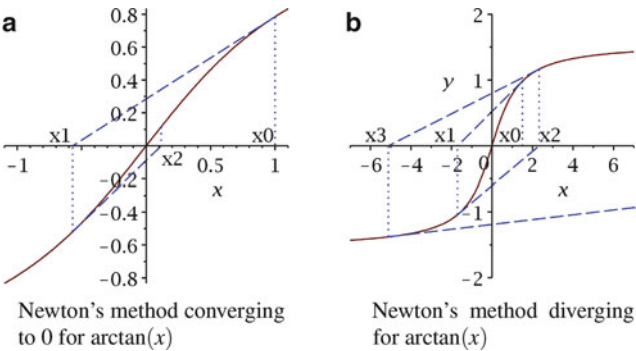 a
0.8
0.6
0.4
0.2
x1
x0
−1
x2
0.5
1
x
−0.2
−0.4
−0.6
−0.8
Newton's method converging
to 0 for arctan(x)
b
2
y
1
x3
x1
x0
x2
−6
−4
−2
0
2
4
6
x
−1
−2
Newton's method diverging
for arctan(x)